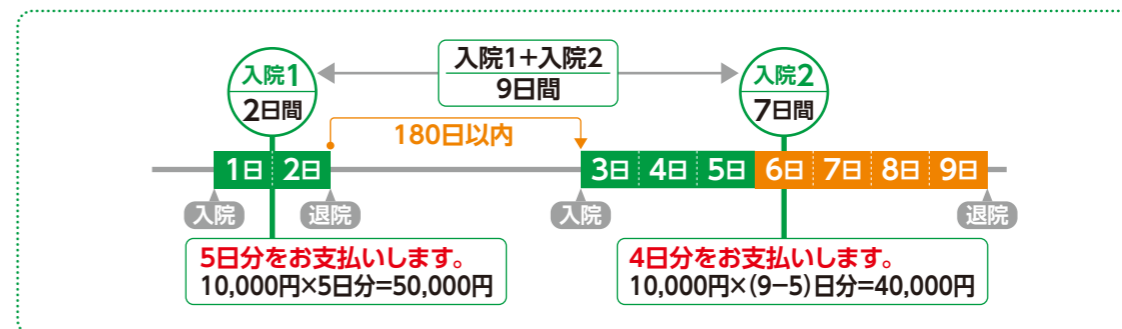 入院1+入院2
9日間
入院1
2日間
入院2
7日間
180日以内
1日 2日 3日 4日 5日 6日 7日 8日 9日
入院 退院 入院 退院
5日分をお支払いします。
10,000円×5日分=50,000円
4日分をお支払いします。
10,000円×(9−5)日分=40,000円